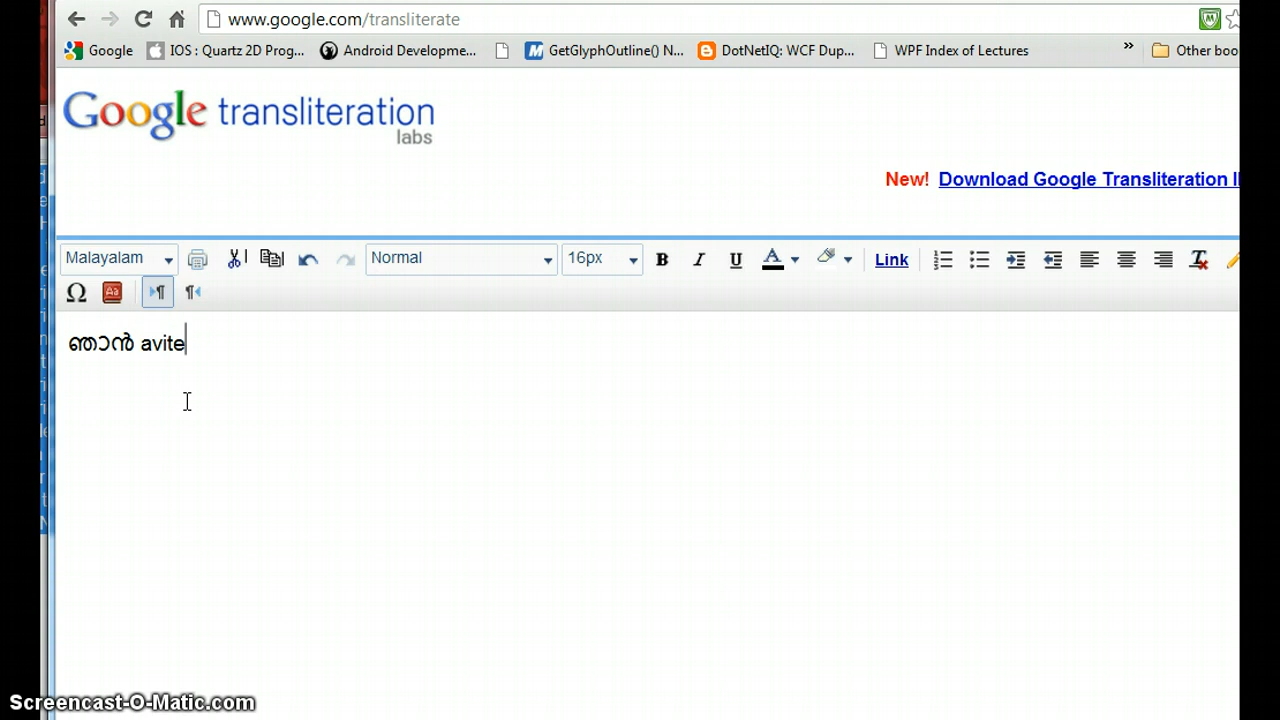 www.google.com/transliterate
Google IOS : Quartz 2D Prog... Android Developme... GetGlyphOutline() N... DotNetIQ: WCF Dup... WPF Index of Lectures » Other boo
Google transliteration
labs
New! Download Google Transliteration I
Malayalam Normal 16px B I U A Link
Ω Aa
ഞാൻ avite
Screencast-O-Matic.com